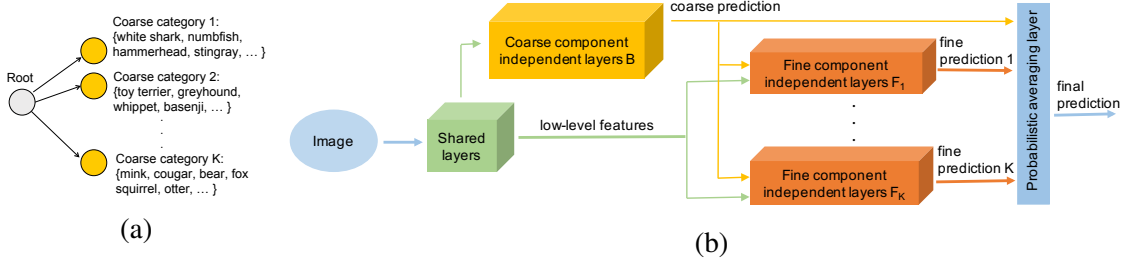 Root
Coarse category 1:
{white shark, numbfish,
hammerhead, stingray, … }
Coarse category 2:
{toy terrier, greyhound,
whippet, basenji, … }
.
.
.
Coarse category K:
{mink, cougar, bear, fox
squirrel, otter, … }
(a)
Image
Shared
layers
Coarse component
independent layers B
low-level features
coarse prediction
Fine component
independent layers F1
.
.
.
Fine component
independent layers FK
fine
prediction 1
fine
prediction K
Probabilistic averaging layer
final
prediction
(b)